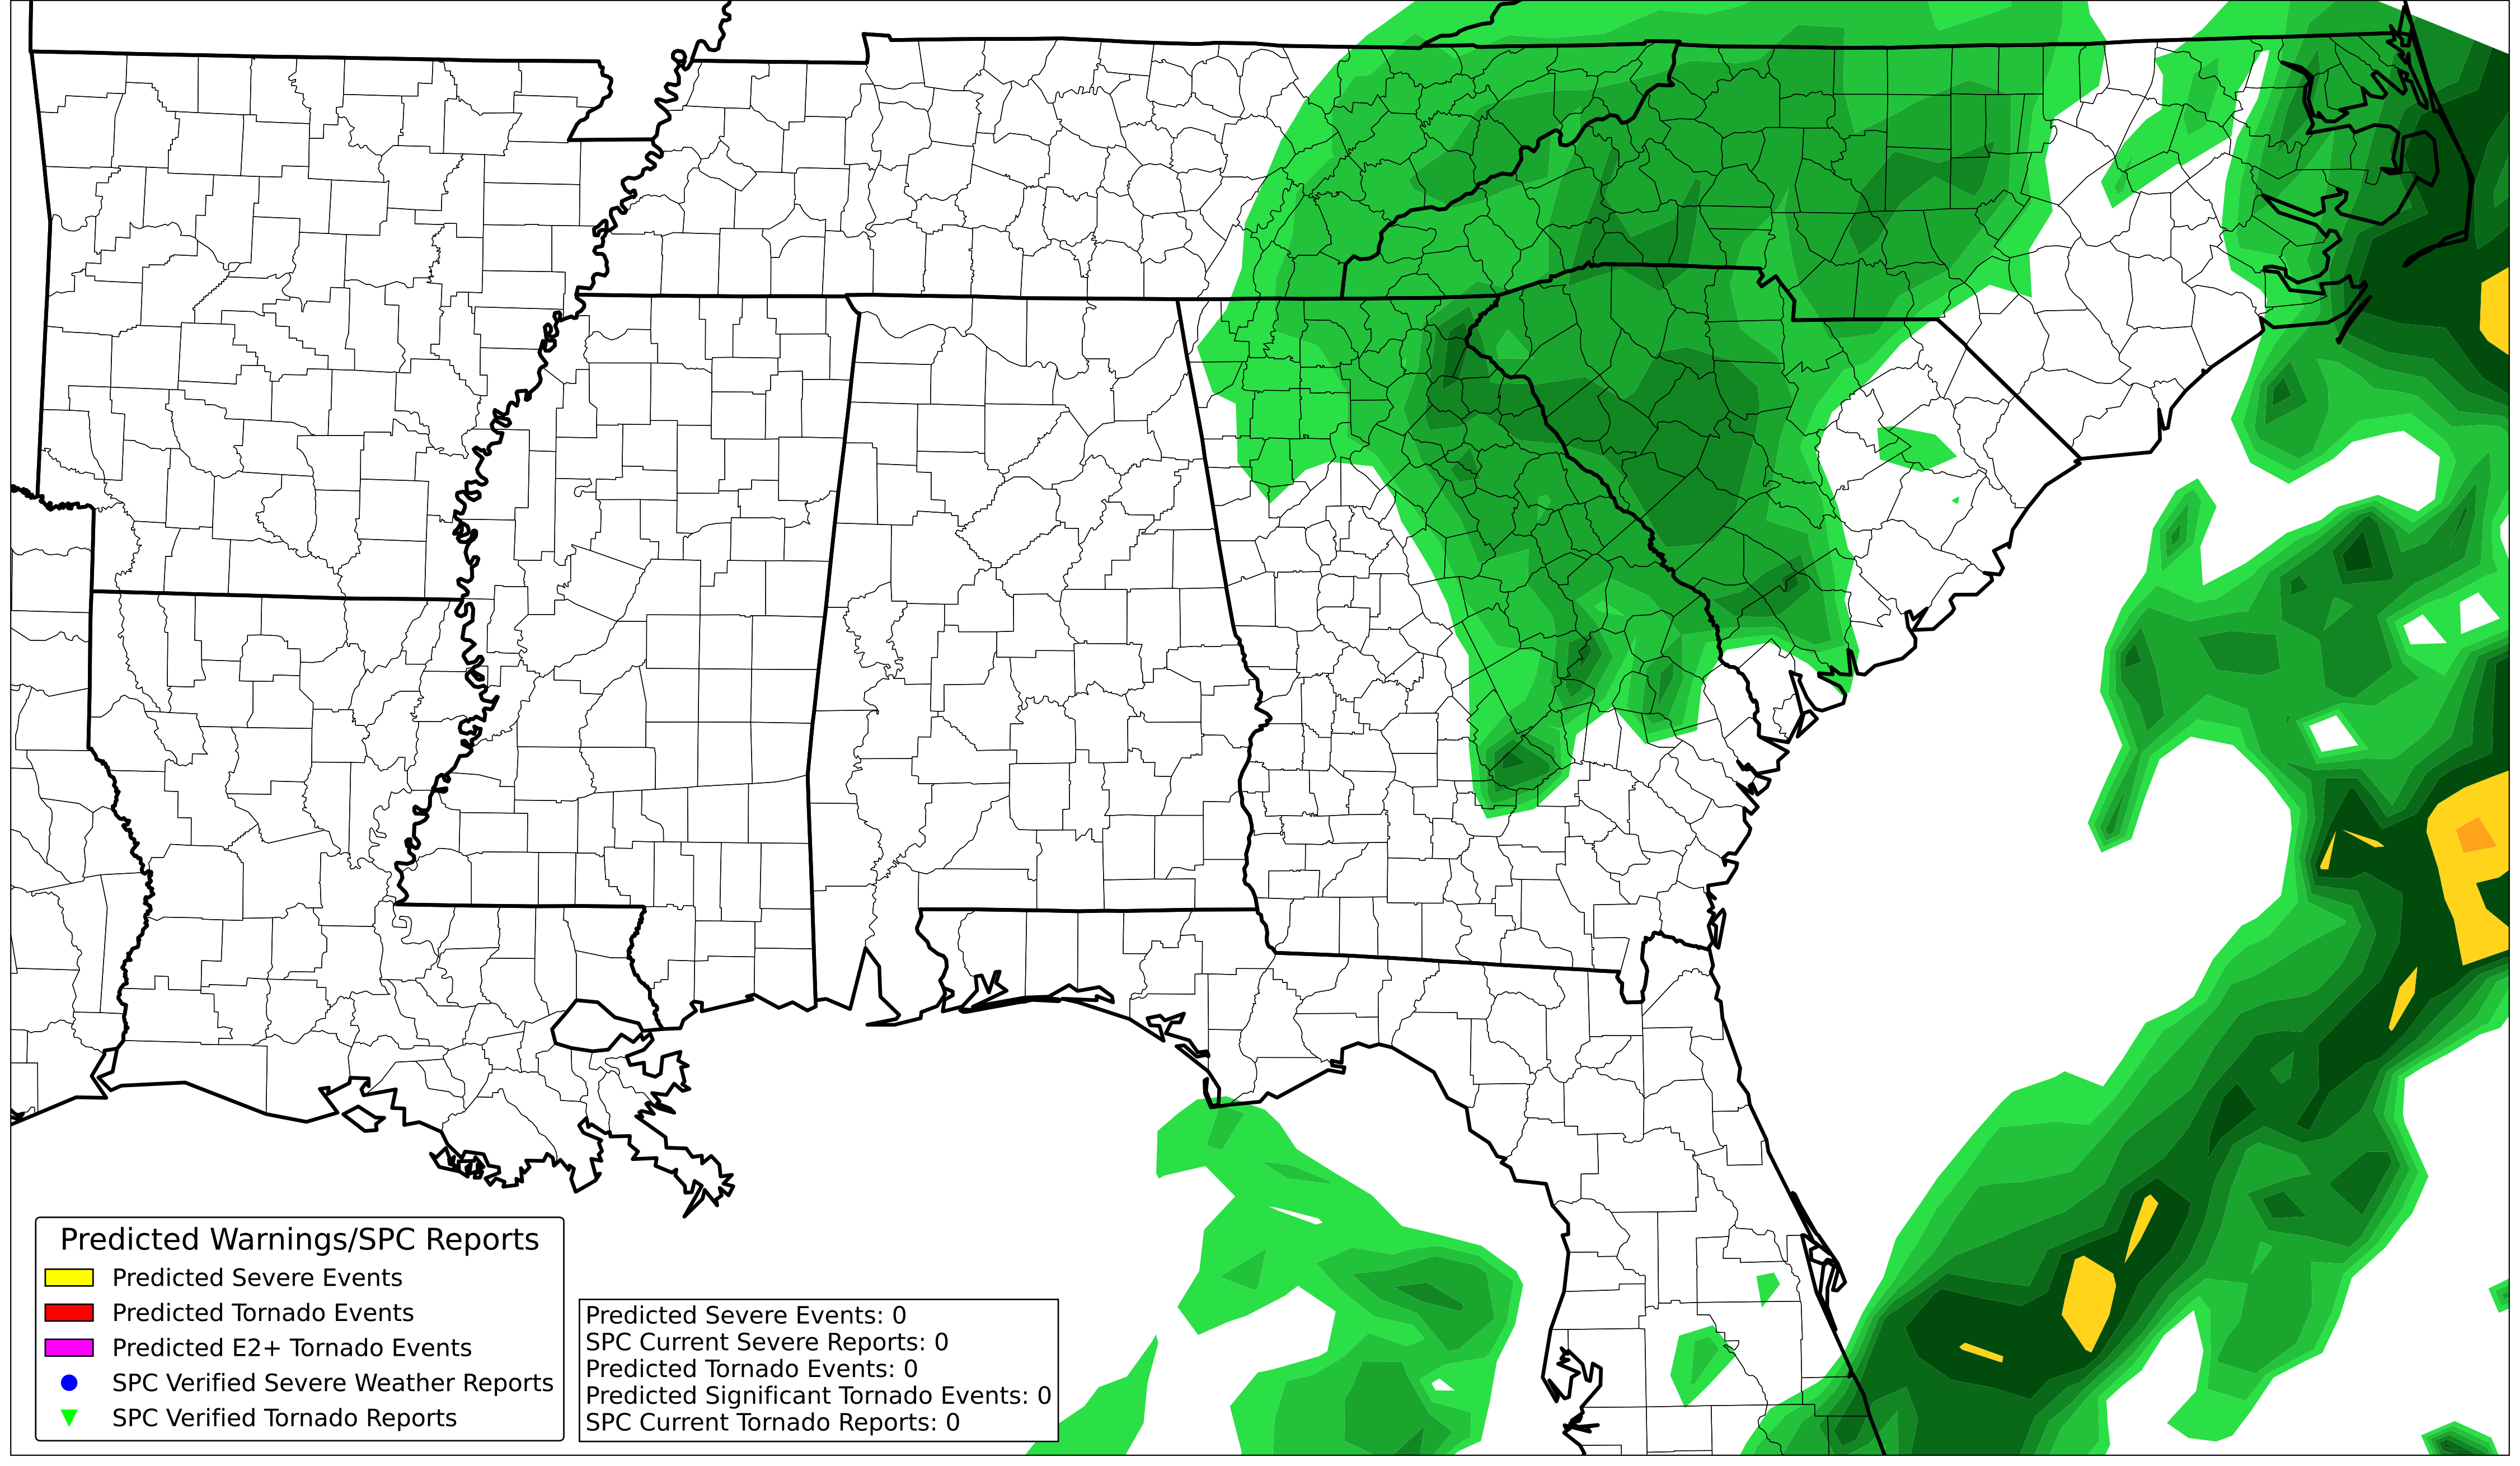 Predicted Warnings/SPC Reports
Predicted Severe Events
Predicted Tornado Events
Predicted E2+ Tornado Events
SPC Verified Severe Weather Reports
SPC Verified Tornado Reports
Predicted Severe Events: 0
SPC Current Severe Reports: 0
Predicted Tornado Events: 0
Predicted Significant Tornado Events: 0
SPC Current Tornado Reports: 0